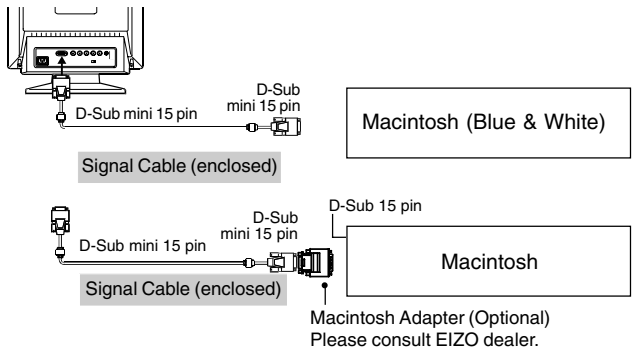 D-Sub
mini 15 pin
D-Sub mini 15 pin
Macintosh (Blue & White)
Signal Cable (enclosed)
D-Sub 15 pin
D-Sub
mini 15 pin
D-Sub mini 15 pin
Macintosh
Signal Cable (enclosed)
Macintosh Adapter (Optional)
Please consult EIZO dealer.